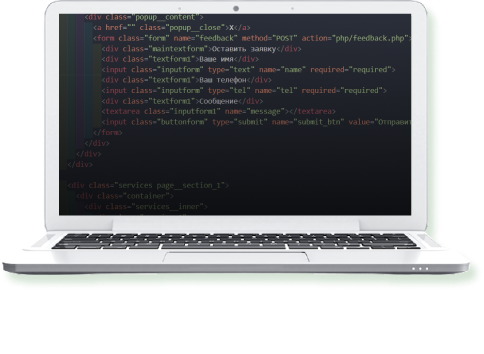 <div class="popup__content">
<a href="" class="popup__close">X</a>
<form class="form" name="feedback" method="POST" action="php/feedback.php"
<div class="maintextform">Оставить заявку</div>
<div class="textform1">Ваше имя</div>
<input class="inputform" type="text" name="name" required="required">
<div class="textform1">Ваш телефон</div>
<input class="inputform" type="tel" name="tel" required="required">
<div class="textform1">Сообщение</div>
<textarea class="inputform1" name="message"></textarea>
<input class="buttonform" type="submit" name="submit_btn" value="Отправит
</form>
</div>
</div>
</div>
<div class="services page__section_1">
<div class="container">
<div class="services__inner">